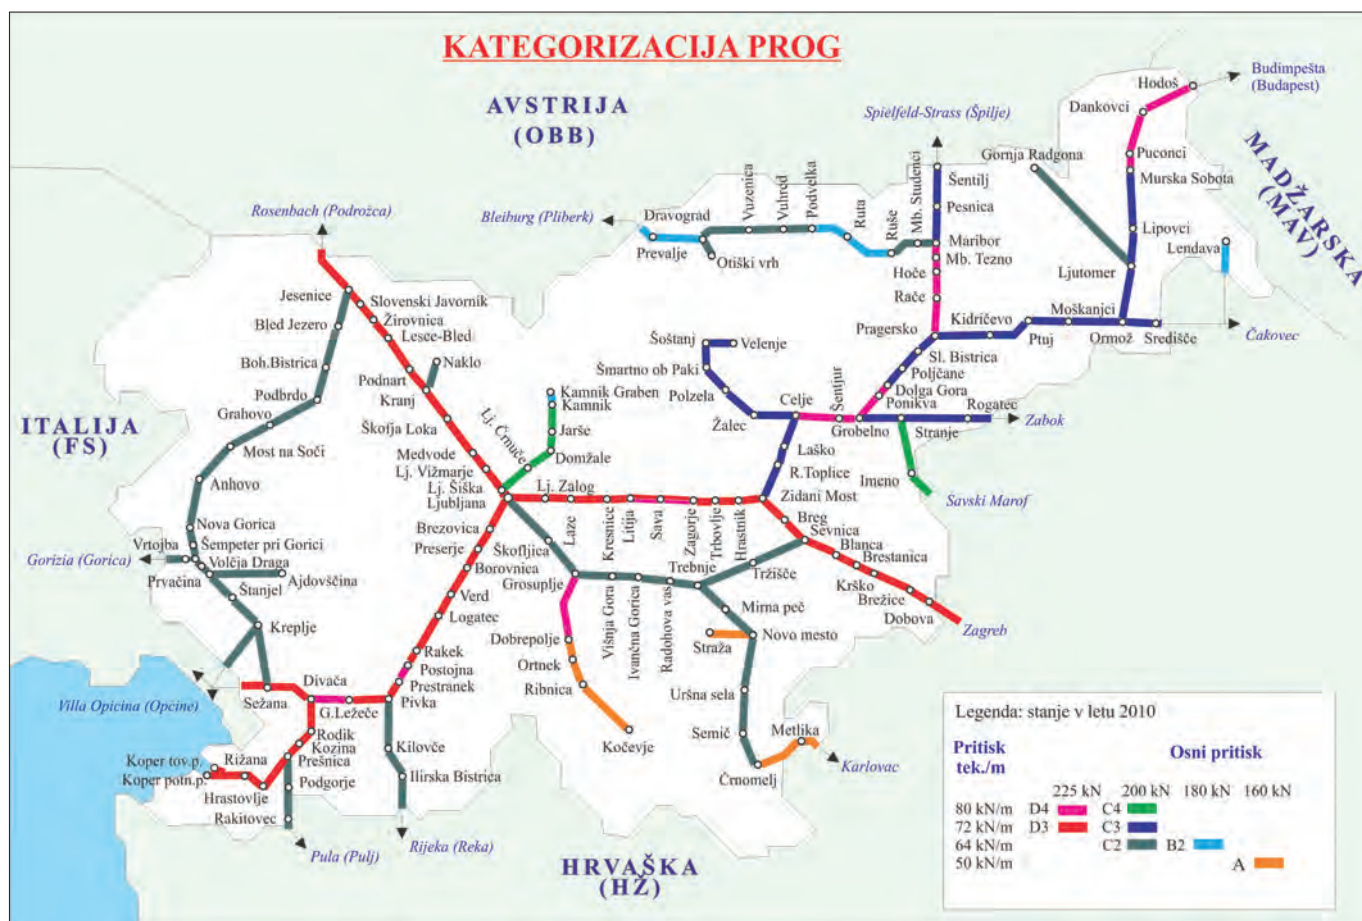 KATEGORIZACIJA PROG
AVSTRIJA
(OBB)
Budimpešta
(Budapest)
MADŽARSKA
(MAV)
ITALIJA
(FS)
HRVAŠKA
(HŽ)
Rosenbach (Podrožca)
Bleiburg (Pliberk)
Spielfeld-Strass (Špilje)
Čakovec
Zabok
Savski Marof
Zagreb
Karlovac
Rijeka (Reka)
Pula (Pulj)
Villa Opicina (Opcine)
Gorizia (Gorica)
Hodoš
Dankovci
Puconci
Murska Sobota
Lipovci
Lendava
Gornja Radgona
Ljutomer
Moškanjci
Ormož
Središče
Ptuj
Kidričevo
Pragersko
Šentilj
Pesnica
Maribor
Mb. Tezno
Hoče
Rače
Mb. Studenci
Ruše
Ruta
Podvelka
Vuhred
Vuzenica
Dravograd
Prevalje
Otiški vrh
Sl. Bistrica
Poljčane
Dolga Gora
Ponikva
Rogatec
Stranje
Imeno
Grobelno
Šentjur
Celje
Žalec
Polzela
Šmartno ob Paki
Šoštanj
Velenje
Laško
R.Toplice
Zidani Most
Jesenice
Slovenski Javornik
Žirovnica
Lesce-Bled
Bled Jezero
Boh.Bistrica
Podbrdo
Grahovo
Most na Soči
Anhovo
Nova Gorica
Šempeter pri Gorici
Vrtojba
Volčja Draga
Prvačina
Ajdovščina
Štanjel
Kreplje
Sežana
Podnart
Naklo
Kranj
Škofja Loka
Medvode
Lj. Vižmarje
Lj. Šiška
Ljubljana
Kamnik Graben
Kamnik
Jarše
Domžale
Lj. Črnuče
Lj. Zalog
Laze
Kresnice
Litija
Sava
Zagorje
Trbovlje
Hrastnik
Breg
Sevnica
Blanca
Brestanica
Krško
Brežice
Dobova
Brezovica
Preserje
Borovnica
Verd
Logatec
Rakek
Postojna
Prestranek
Pivka
G.Ležeče
Divača
Rodik
Kozina
Prešnica
Podgorje
Rakitovec
Hrastovlje
Rižana
Koper tov.p.
Koper potn.p.
Kilovče
Ilirska Bistrica
Škofljica
Grosuplje
Višnja Gora
Ivančna Gorica
Radohova vas
Trebnje
Tržišče
Mirna peč
Novo mesto
Straža
Uršna sela
Semič
Metlika
Črnomelj
Dobrepolje
Ortnek
Ribnica
Kočevje
Legenda: stanje v letu 2010
Pritisk Osni pritisk
tek./m
225 kN 200 kN 180 kN 160 kN
80 kN/m D4 C4
72 kN/m D3 C3
64 kN/m C2 B2
50 kN/m A